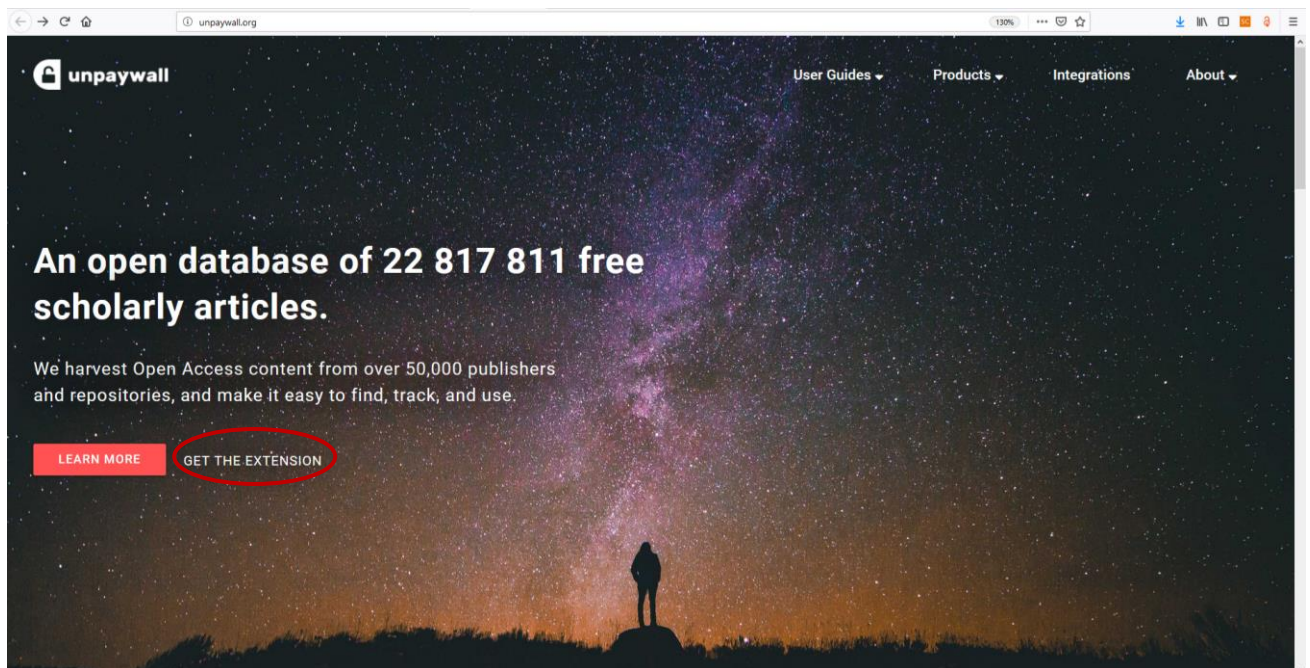 unpaywall.org
130%
unpaywall
User Guides
Products
Integrations
About
An open database of 22 817 811 free
scholarly articles.
We harvest Open Access content from over 50,000 publishers
and repositories, and make it easy to find, track, and use.
LEARN MORE
GET THE EXTENSION